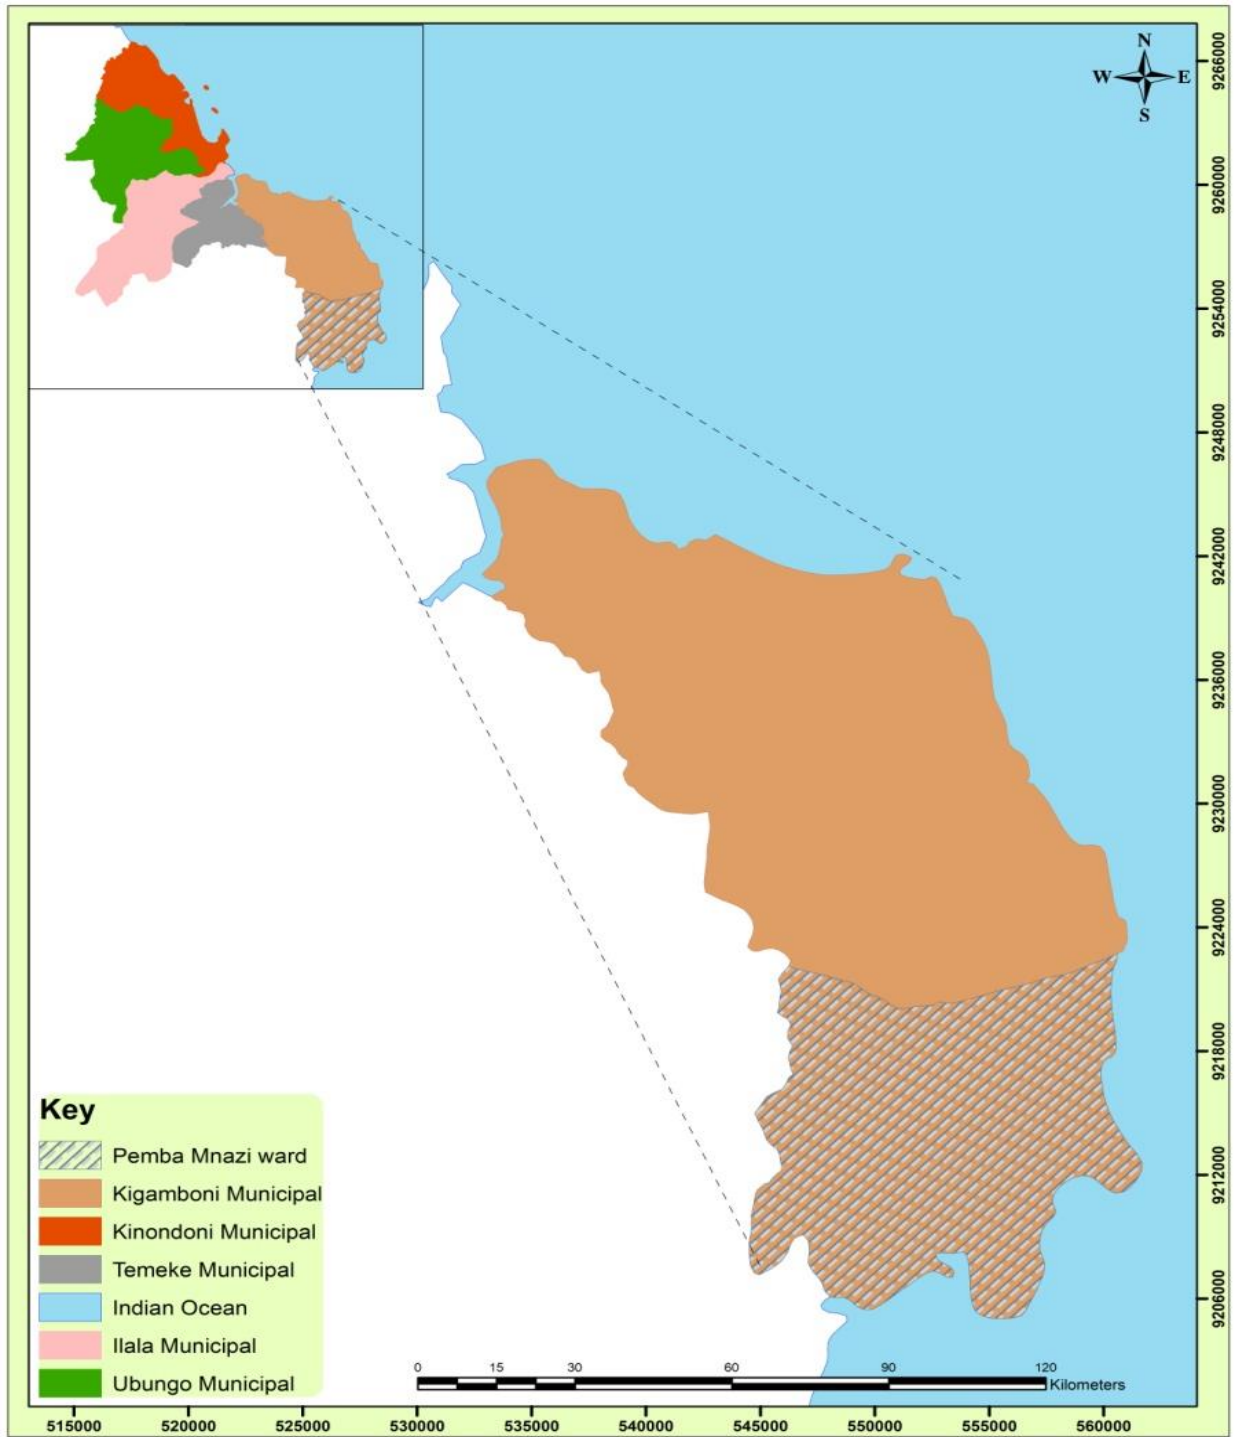 N
W E
S
9266000
9260000
9254000
9248000
9242000
9236000
9230000
9224000
9218000
9212000
9206000
Key
Pemba Mnazi ward
Kigamboni Municipal
Kinondoni Municipal
Temeke Municipal
Indian Ocean
Ilala Municipal
Ubungo Municipal
0 15 30 60 90 120
Kilometers
515000 520000 525000 530000 535000 540000 545000 550000 555000 560000